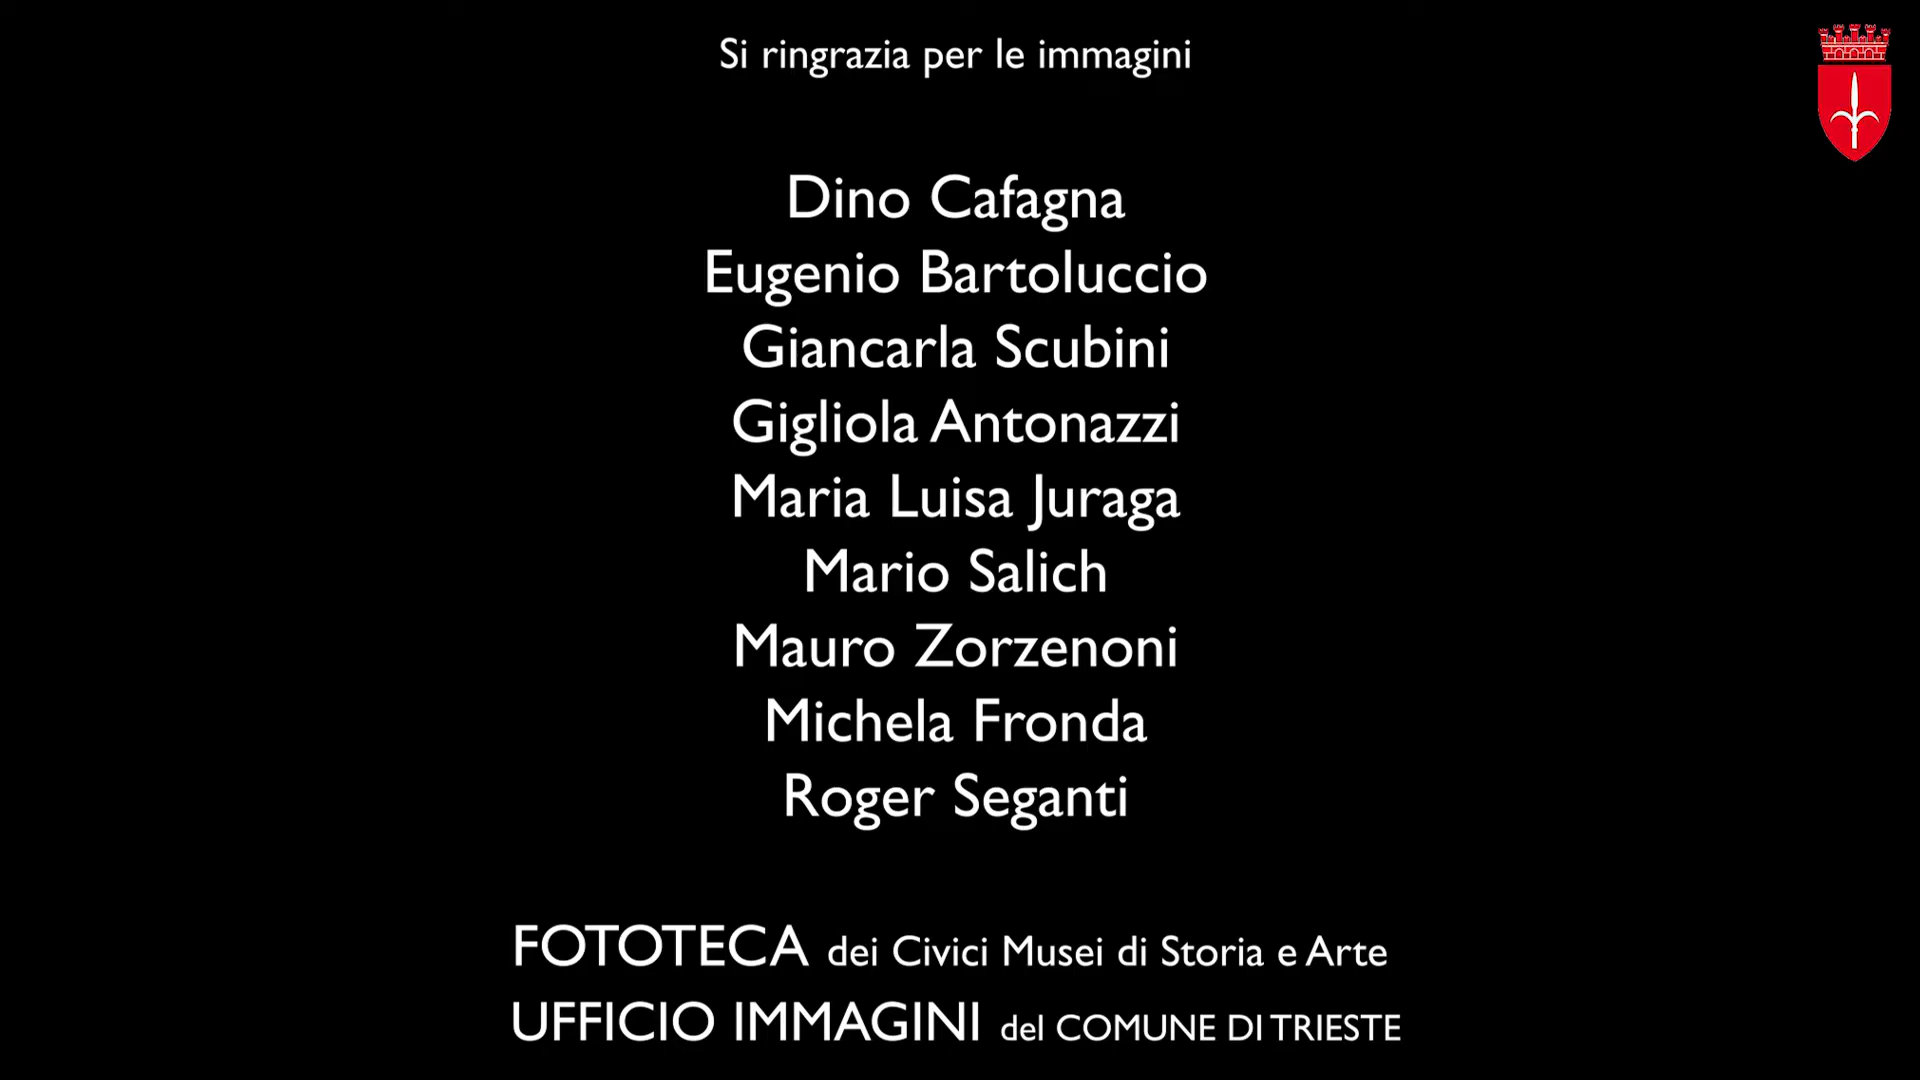 Si ringrazia per le immagini
Dino Cafagna
Eugenio Bartoluccio
Giancarla Scubini
Gigliola Antonazzi
Maria Luisa Juraga
Mario Salich
Mauro Zorzenoni
Michela Fronda
Roger Seganti
FOTOTECA dei Civici Musei di Storia e Arte
UFFICIO IMMAGINI del COMUNE DI TRIESTE